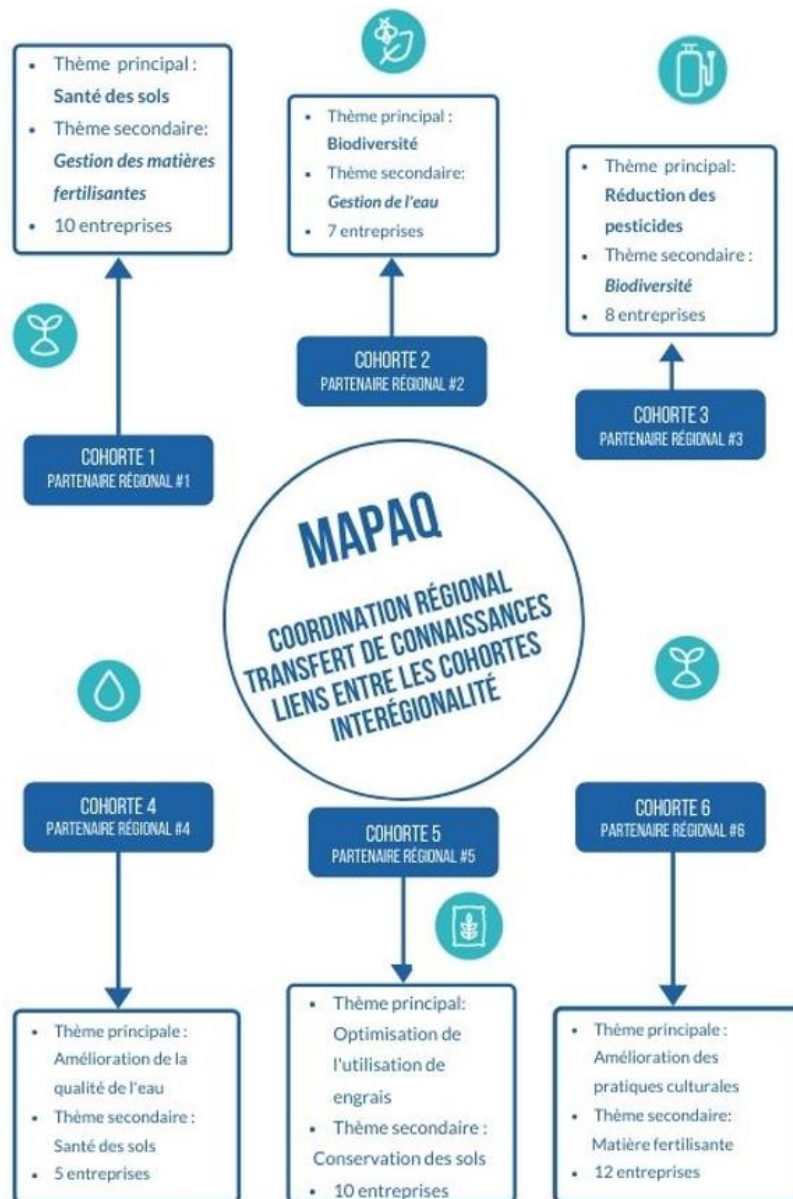 Thème principal :
Santé des sols
Thème secondaire:
Gestion des matières
fertilisantes
10 entreprises
COHORTE 1
PARTENAIRE RÉGIONAL #1
Thème principal :
Biodiversité
Thème secondaire:
Gestion de l'eau
7 entreprises
COHORTE 2
PARTENAIRE RÉGIONAL #2
Thème principal:
Réduction des
pesticides
Thème secondaire :
Biodiversité
8 entreprises
COHORTE 3
PARTENAIRE RÉGIONAL #3
MAPAQ
COORDINATION RÉGIONAL
TRANSFERT DE CONNAISSANCES
LIENS ENTRE LES COHORTES
INTERÉGIONALITÉ
COHORTE 4
PARTENAIRE RÉGIONAL #4
Thème principale :
Amélioration de la
qualité de l'eau
Thème secondaire :
Santé des sols
5 entreprises
COHORTE 5
PARTENAIRE RÉGIONAL #5
Thème principal:
Optimisation de
l'utilisation de
engrais
Thème secondaire :
Conservation des sols
10 entreprises
COHORTE 6
PARTENAIRE RÉGIONAL #6
Thème principale :
Amélioration des
pratiques culturales
Thème secondaire:
Matière fertilisante
12 entreprises